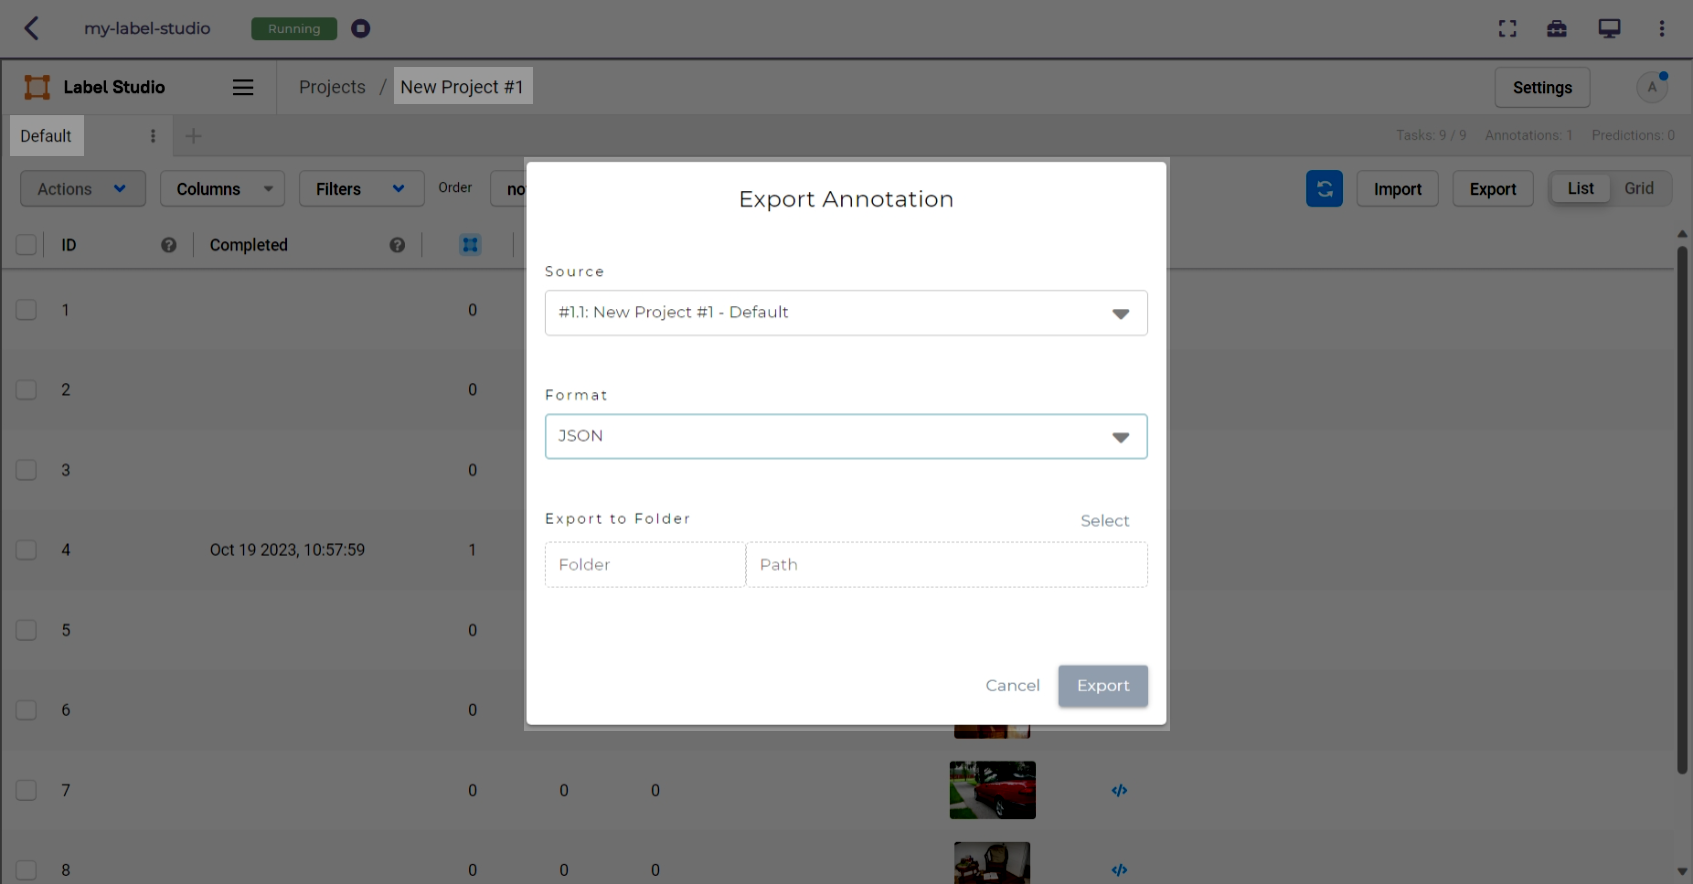 my-label-studio Running
Label Studio Projects / New Project #1 Settings A
Default Tasks: 9 / 9 Annotations: 1 Predictions: 0
Actions Columns Filters Order Import Export List Grid
ID Completed
1 0
2 0
3 0
4 Oct 19 2023, 10:57:59 1
5 0
6 0
7 0 0 0
8 0 0 0
Export Annotation
Source
#1.1: New Project #1 - Default
Format
JSON
Export to Folder Select
Folder Path
Cancel Export